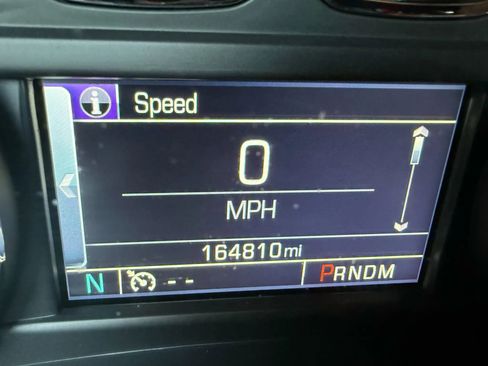 Speed
0
MPH
164810mi
N -- PRNDM